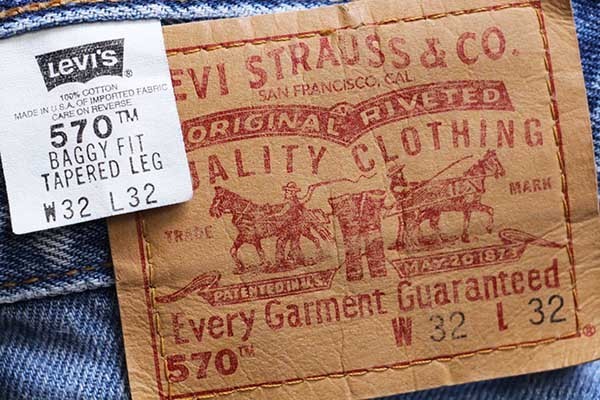 Levi's®
100% COTTON
MADE IN U.S.A. OF IMPORTED FABRIC
CARE ON REVERSE
570™
BAGGY FIT
TAPERED LEG
W32 L32
EVI STRAUSS & CO.
SAN FRANCISCO, CAL
ORIGINAL RIVETED
UALITY CLOTHING
TRADE MARK
PATENTED IN U.S. MAY 20 1873
Every Garment Guaranteed
W 32 L 32
570™ ®